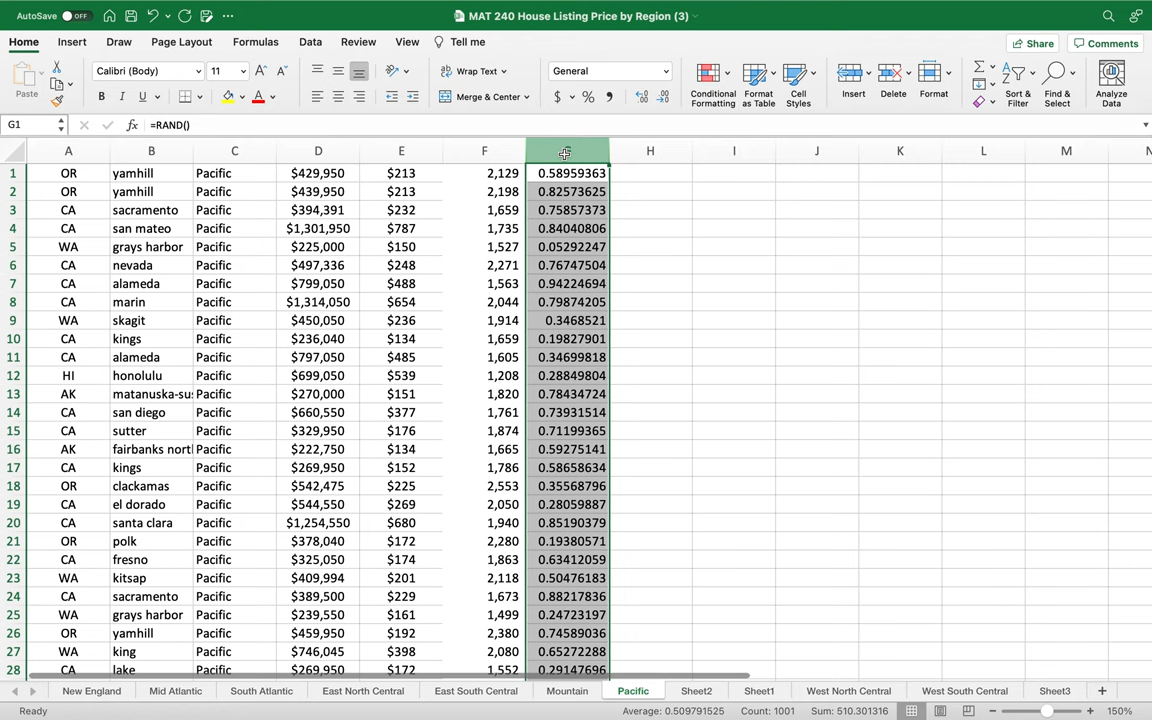 AutoSave OFF MAT 240 House Listing Price by Region (3)
Home Insert Draw Page Layout Formulas Data Review View Tell me Share Comments
Paste Calibri (Body) 11 Wrap Text General Conditional Formatting Format as Table Cell Styles Insert Delete Format Sort & Filter Find & Select Analyze Data
B I U A Merge & Center $ % 9
G1 fx =RAND()
A B C D E F H I J K L M N
1 OR yamhill Pacific $429,950 $213 2,129 0.58959363
2 OR yamhill Pacific $439,950 $213 2,198 0.82573625
3 CA sacramento Pacific $394,391 $232 1,659 0.75857373
4 CA san mateo Pacific $1,301,950 $787 1,735 0.84040806
5 WA grays harbor Pacific $225,000 $150 1,527 0.05292247
6 CA nevada Pacific $497,336 $248 2,271 0.76747504
7 CA alameda Pacific $799,050 $488 1,563 0.94224694
8 CA marin Pacific $1,314,050 $654 2,044 0.79874205
9 WA skagit Pacific $450,050 $236 1,914 0.3468521
10 CA kings Pacific $236,040 $134 1,659 0.19827901
11 CA alameda Pacific $797,050 $485 1,605 0.34699818
12 HI honolulu Pacific $699,050 $539 1,208 0.28849804
13 AK matanuska-su Pacific $270,000 $151 1,820 0.78434724
14 CA san diego Pacific $660,550 $377 1,761 0.73931514
15 CA sutter Pacific $329,950 $176 1,874 0.71199365
16 AK fairbanks nort Pacific $222,750 $134 1,665 0.59275141
17 CA kings Pacific $269,950 $152 1,786 0.58658634
18 OR clackamas Pacific $542,475 $225 2,553 0.35568796
19 CA el dorado Pacific $544,550 $269 2,050 0.28059887
20 CA santa clara Pacific $1,254,550 $680 1,940 0.85190379
21 OR polk Pacific $378,040 $172 2,280 0.19380571
22 CA fresno Pacific $325,050 $174 1,863 0.63412059
23 WA kitsap Pacific $409,994 $201 2,118 0.50476183
24 CA sacramento Pacific $389,500 $229 1,673 0.88217836
25 WA grays harbor Pacific $239,550 $161 1,499 0.24723197
26 OR yamhill Pacific $459,950 $192 2,380 0.74589036
27 WA king Pacific $746,045 $398 2,080 0.65272288
28 CA lake Pacific $269,950 $172 1,552 0.29147696
New England Mid Atlantic South Atlantic East North Central East South Central Mountain Pacific Sheet2 Sheet1 West North Central West South Central Sheet3
Ready Average: 0.509791525 Count: 1001 Sum: 510.301316 150%